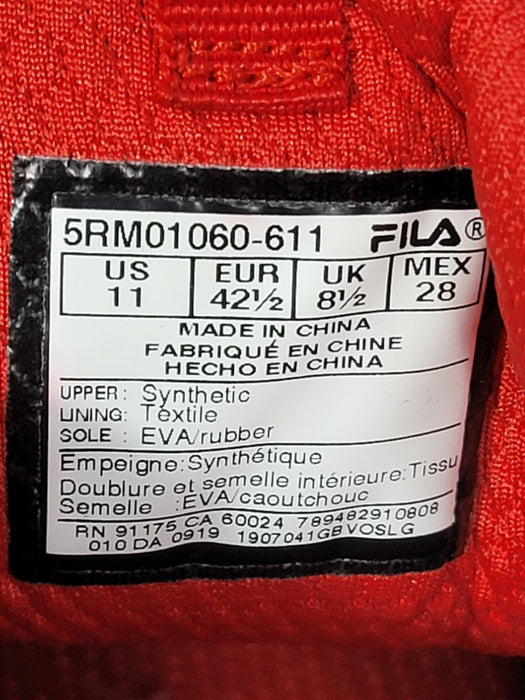 5RM01060-611 FILA®
US EUR UK MEX
11 42½ 8½ 28
MADE IN CHINA
FABRIQUÉ EN CHINE
HECHO EN CHINA
UPPER: Synthetic
LINING: Textile
SOLE : EVA/rubber
Empeigne:Synthétique
Doublure et semelle intérieure:Tissu
Semelle :EVA/caoutchouc
RN 91175 CA 60024 789482910808
010 DA 0919 1907041GBVOSLG